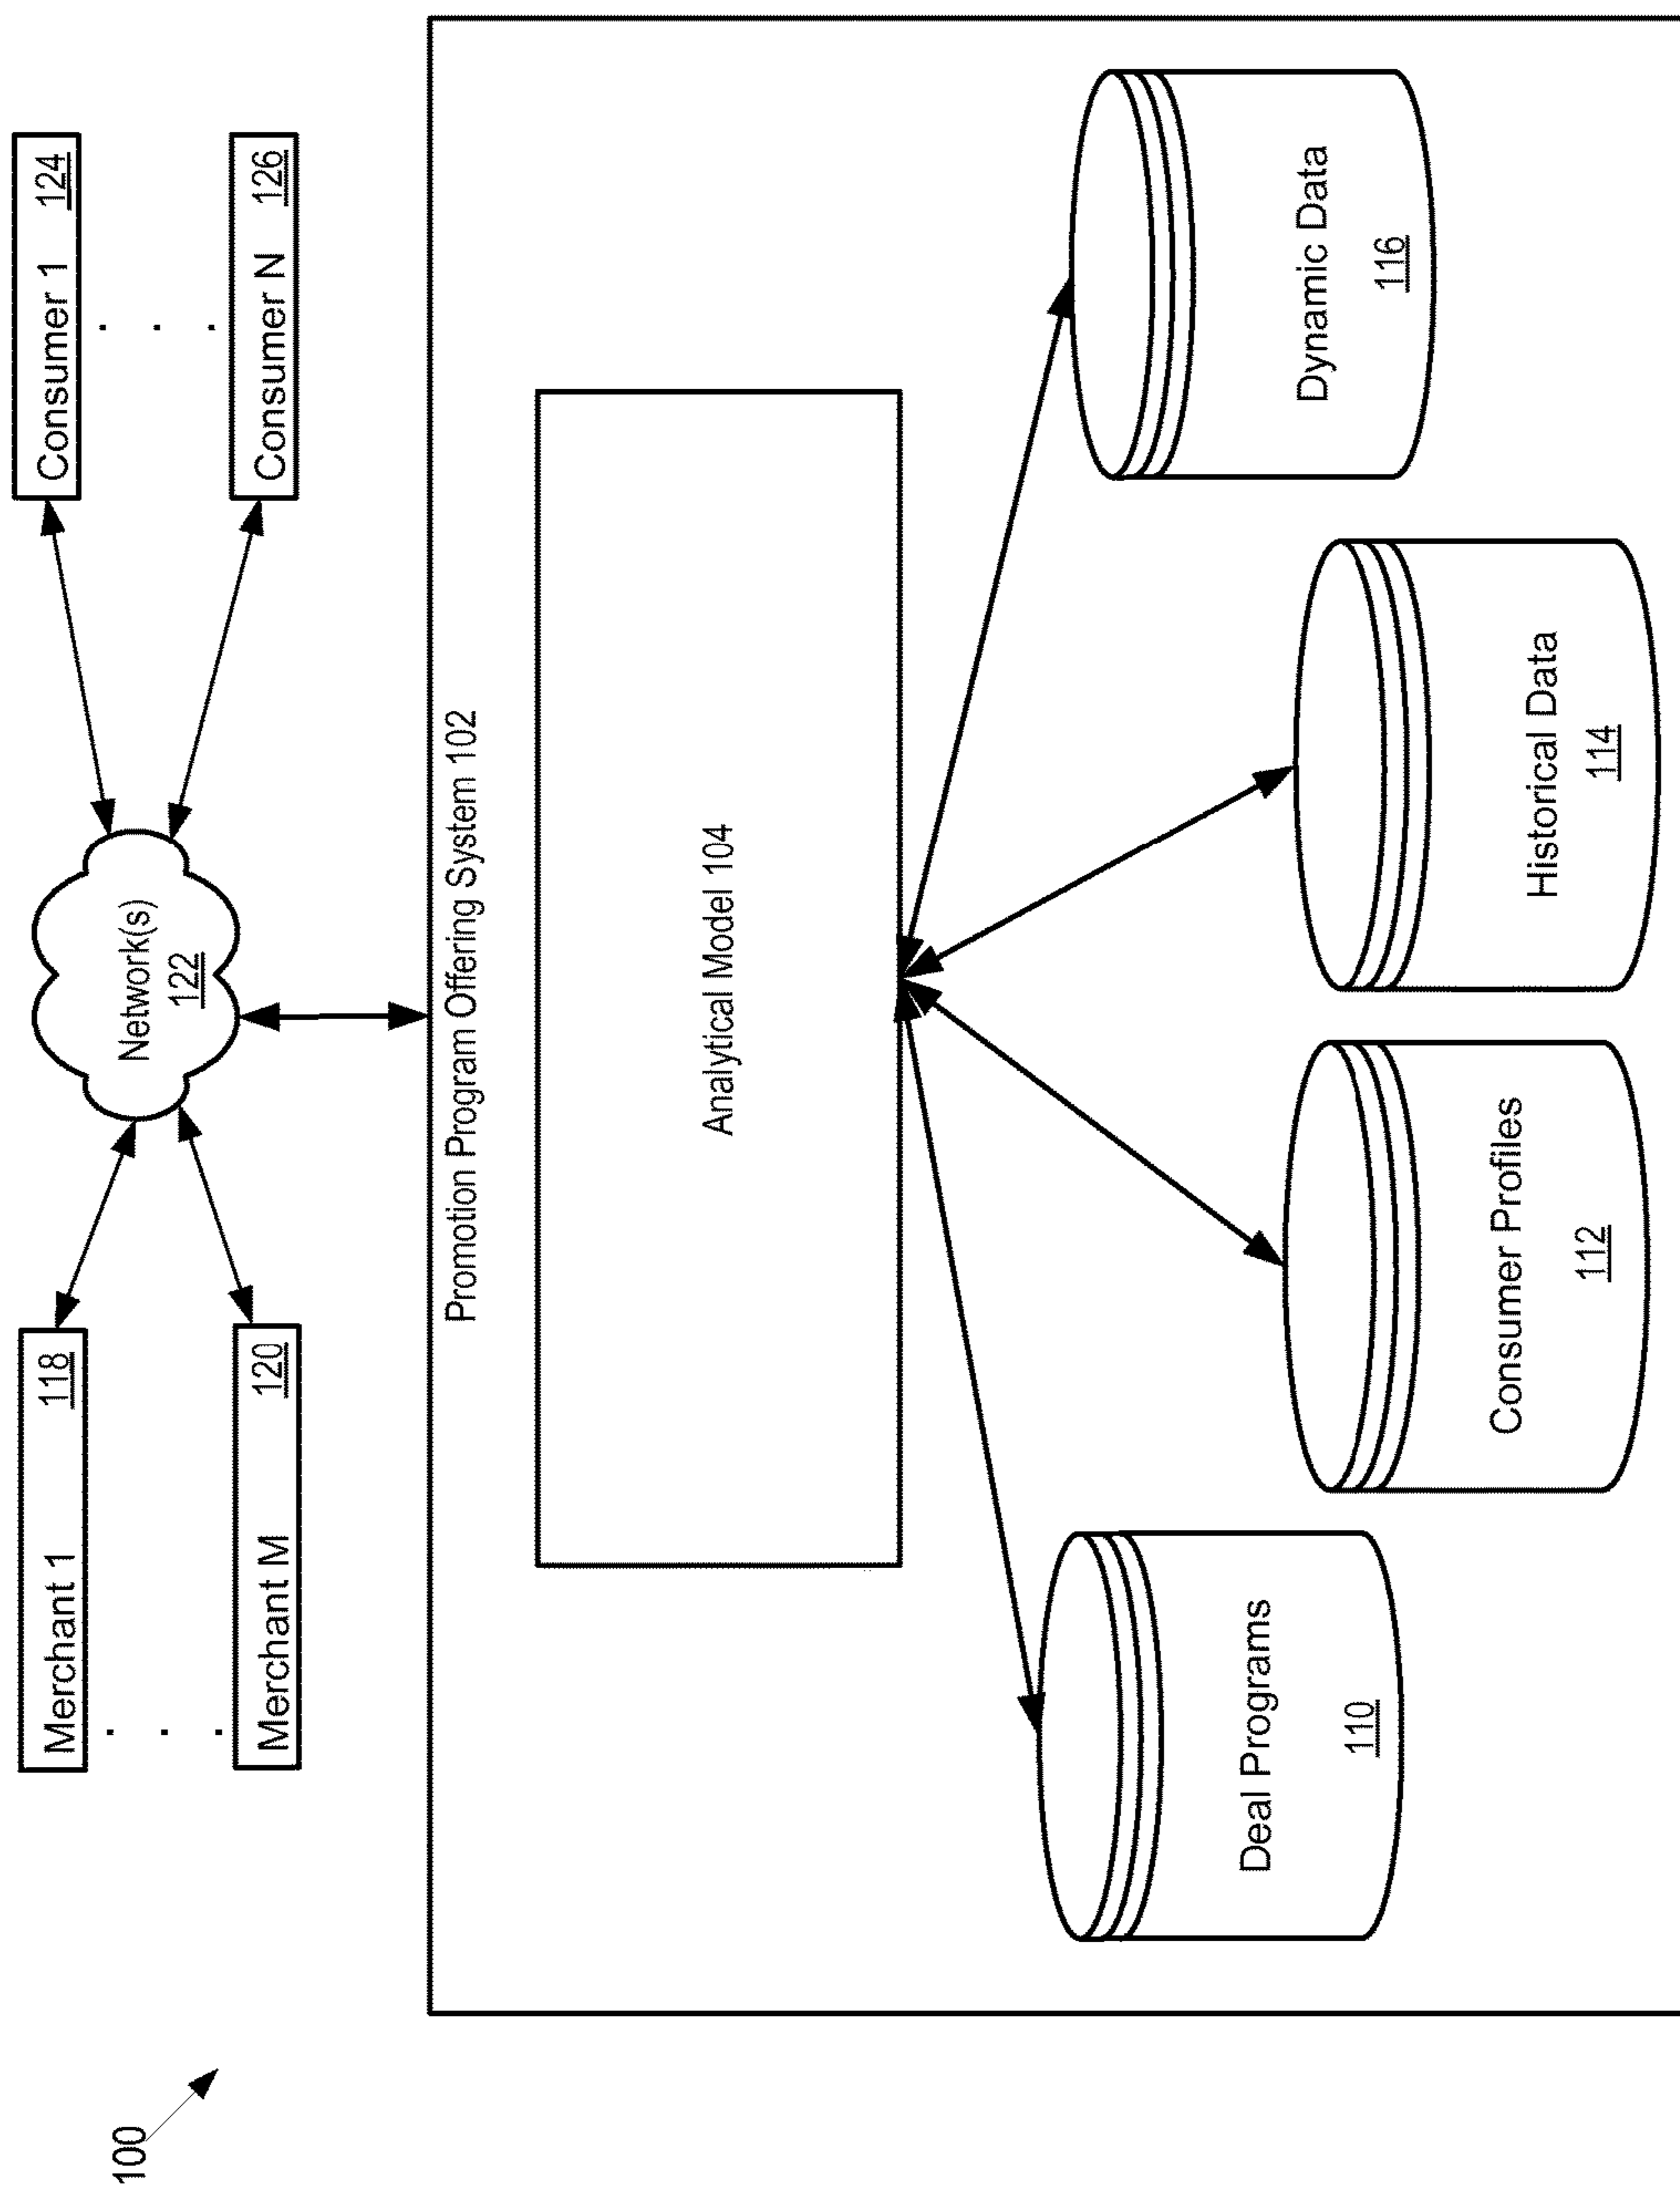 100
Merchant 1 118
. . .
Merchant M 120
Network(s)
122
Consumer 1 124
. . .
Consumer N 126
Promotion Program Offering System 102
Analytical Model 104
Deal Programs
110
Consumer Profiles
112
Historical Data
114
Dynamic Data
116